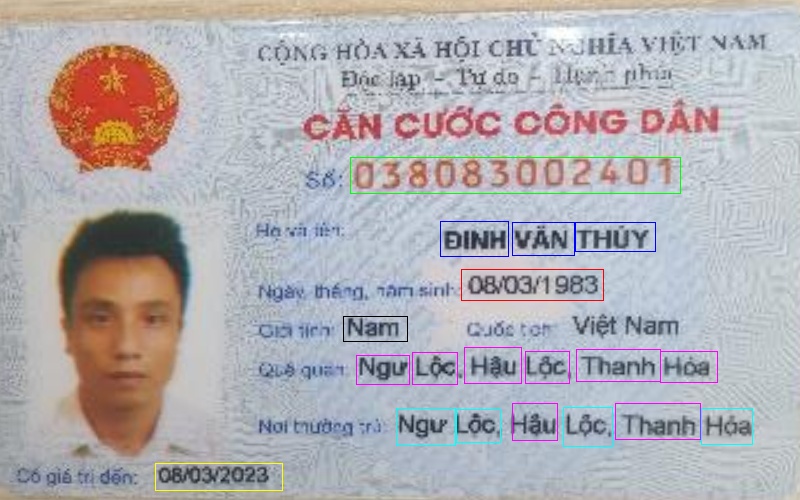 CỘNG HÒA XÃ HỘI CHỦ NGHĨA VIỆT NAM
Độc lập - Tự do - Hạnh phúc
CĂN CƯỚC CÔNG DÂN
Số: 038083002401
Họ và tên: ĐINH VĂN THỦY
Ngày, tháng, năm sinh: 08/03/1983
Giới tính: Nam Quốc tịch: Việt Nam
Quê quán: Ngư Lộc, Hậu Lộc, Thanh Hóa
Nơi thường trú: Ngư Lộc, Hậu Lộc, Thanh Hóa
Có giá trị đến: 08/03/2023